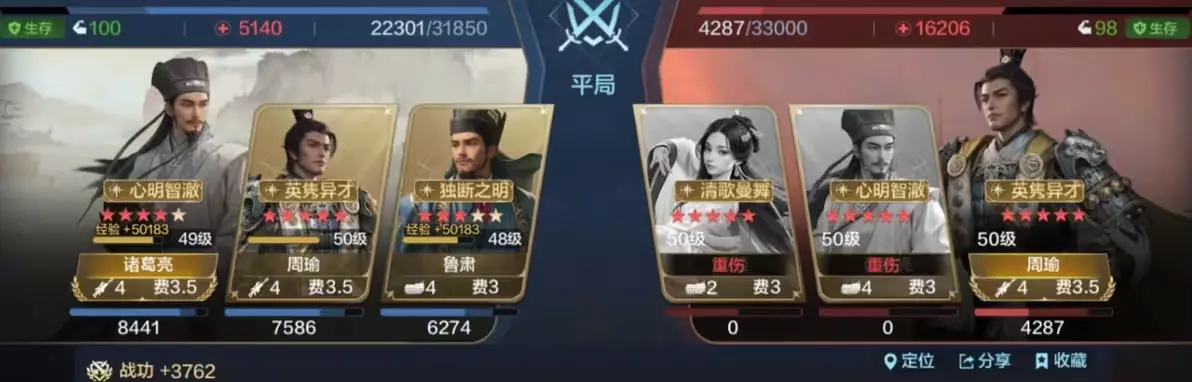 生存 100 5140 22301/31850
4287/33000 16206 98 生存
平局
心明智澈
经验 +50183
49级
诸葛亮
4 费3.5
8441
英隽异才
50级
周瑜
4 费3.5
7586
独断之明
经验 +50183
48级
鲁肃
4 费3
6274
清歌曼舞
50级
重伤
2 费3
0
心明智澈
50级
重伤
4 费3
0
英隽异才
50级
周瑜
4 费3.5
4287
战功 +3762
定位 分享 收藏